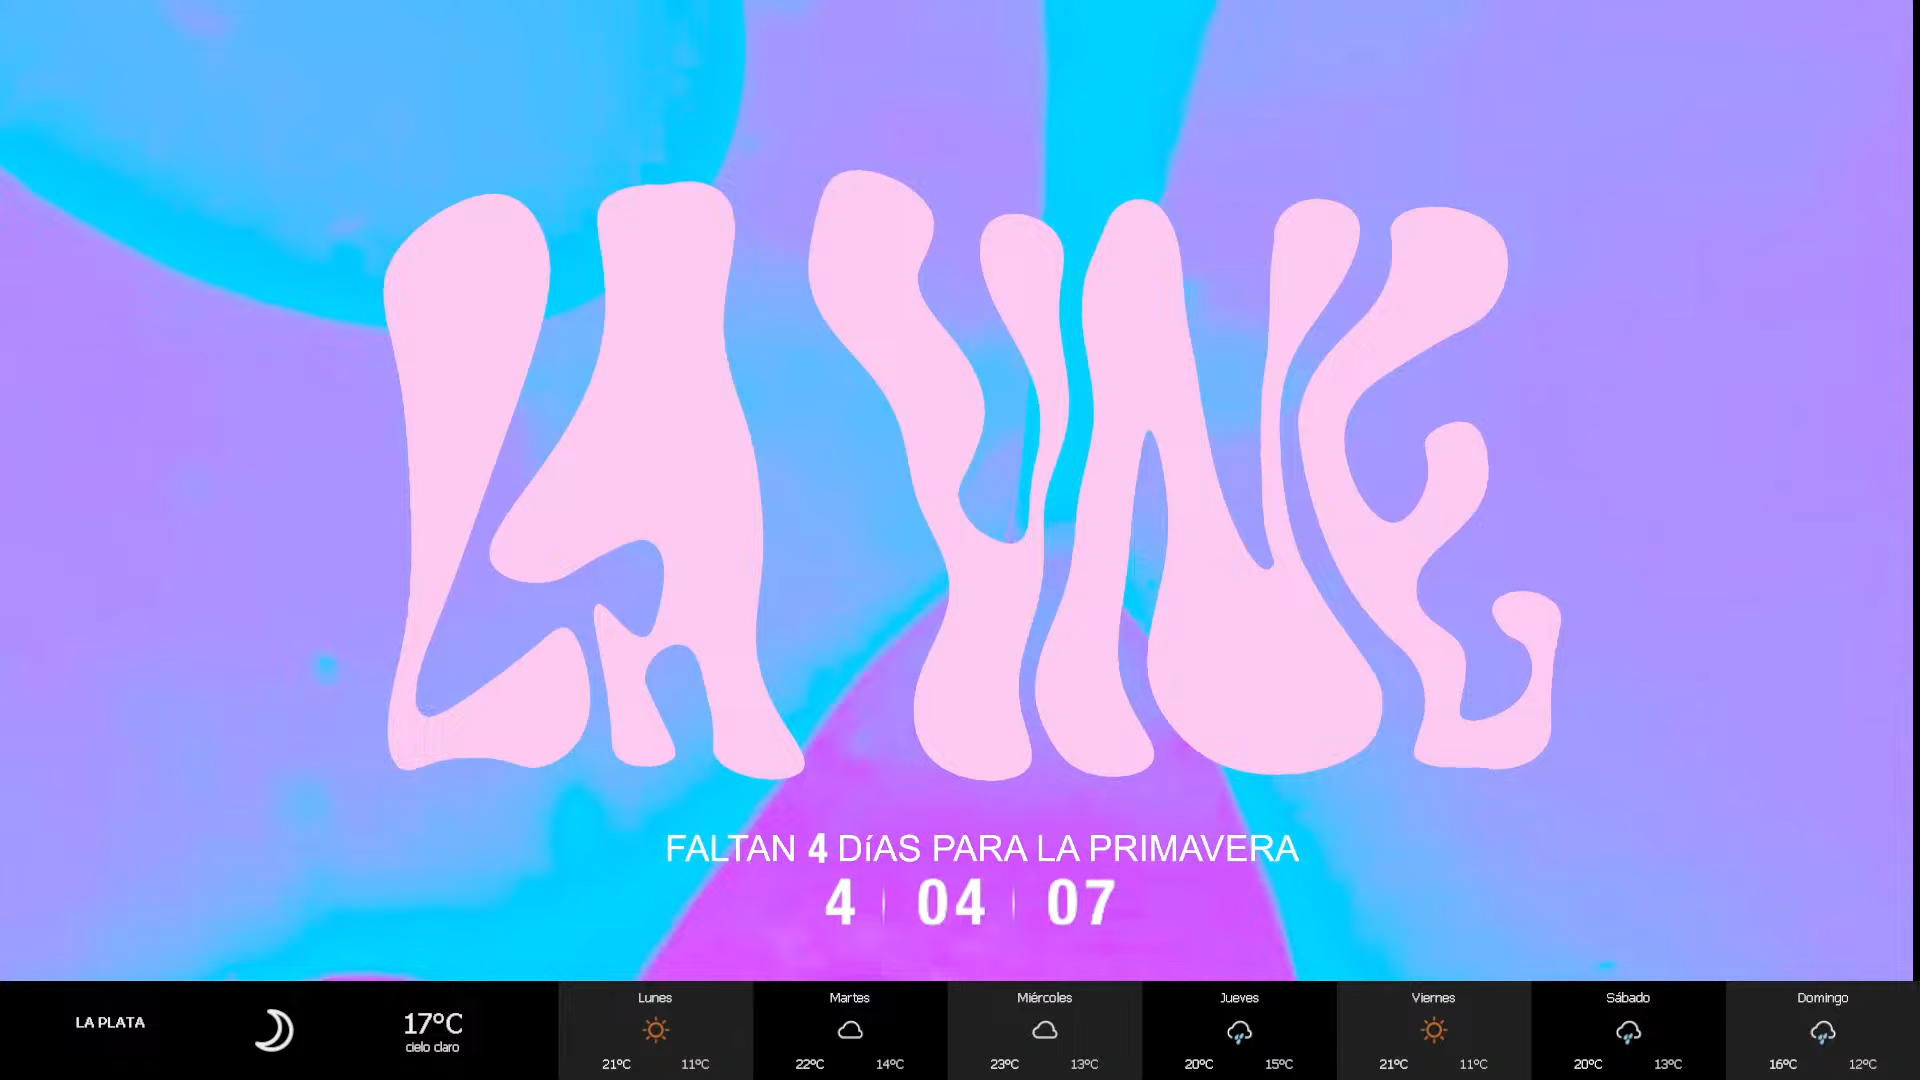 LA YNE
FALTAN 4 DíAS PARA LA PRIMAVERA
4 | 04 | 07
LA PLATA
17°C
cielo claro
Lunes
21°C 11°C
Martes
22°C 14°C
Miércoles
23°C 13°C
Jueves
20°C 15°C
Viernes
21°C 11°C
Sábado
20°C 13°C
Domingo
16°C 12°C